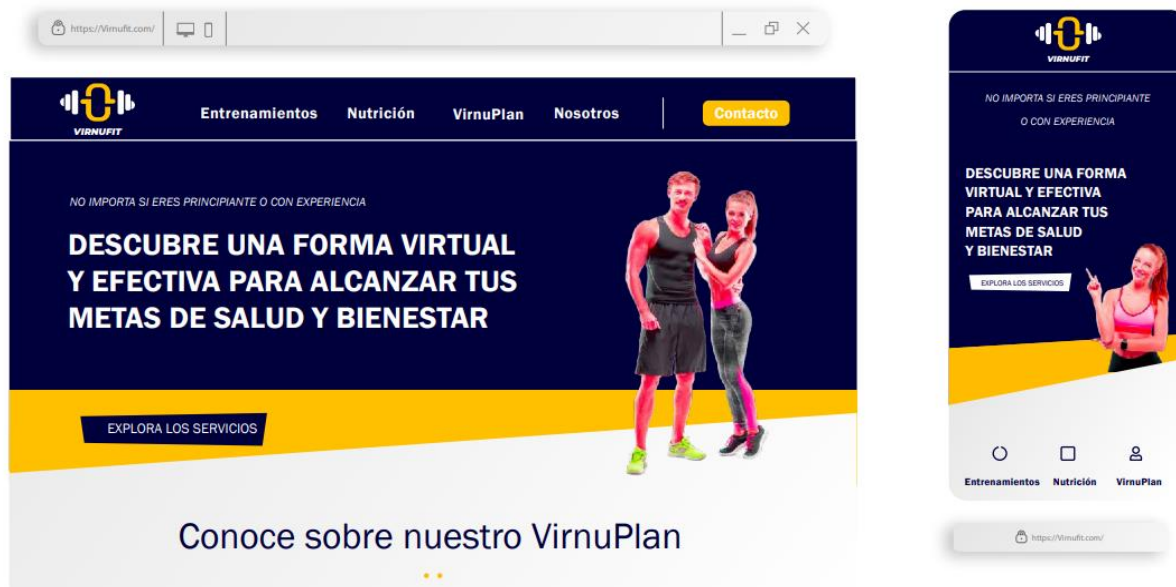 https://Virnufit.com/
VIRNUFIT
Entrenamientos Nutrición VirnuPlan Nosotros Contacto
NO IMPORTA SI ERES PRINCIPIANTE O CON EXPERIENCIA
DESCUBRE UNA FORMA VIRTUAL
Y EFECTIVA PARA ALCANZAR TUS
METAS DE SALUD Y BIENESTAR
EXPLORA LOS SERVICIOS
Conoce sobre nuestro VirnuPlan
VIRNUFIT
NO IMPORTA SI ERES PRINCIPIANTE
O CON EXPERIENCIA
DESCUBRE UNA FORMA
VIRTUAL Y EFECTIVA
PARA ALCANZAR TUS
METAS DE SALUD
Y BIENESTAR
EXPLORA LOS SERVICIOS
Entrenamientos Nutrición VirnuPlan
https://Virnufit.com/